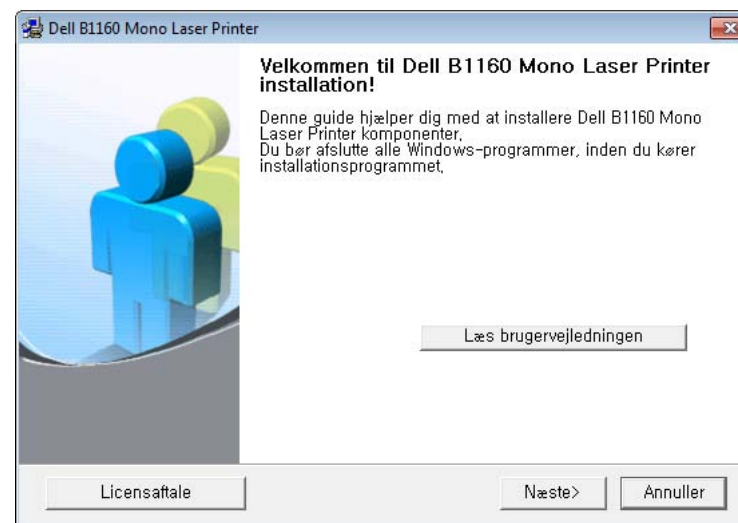 Dell B1160 Mono Laser Printer
Velkommen til Dell B1160 Mono Laser Printer
installation!
Denne guide hjælper dig med at installere Dell B1160 Mono
Laser Printer komponenter.
Du bør afslutte alle Windows-programmer, inden du kører
installationsprogrammet.
Læs brugervejledningen
Licensaftale
Næste>
Annuller